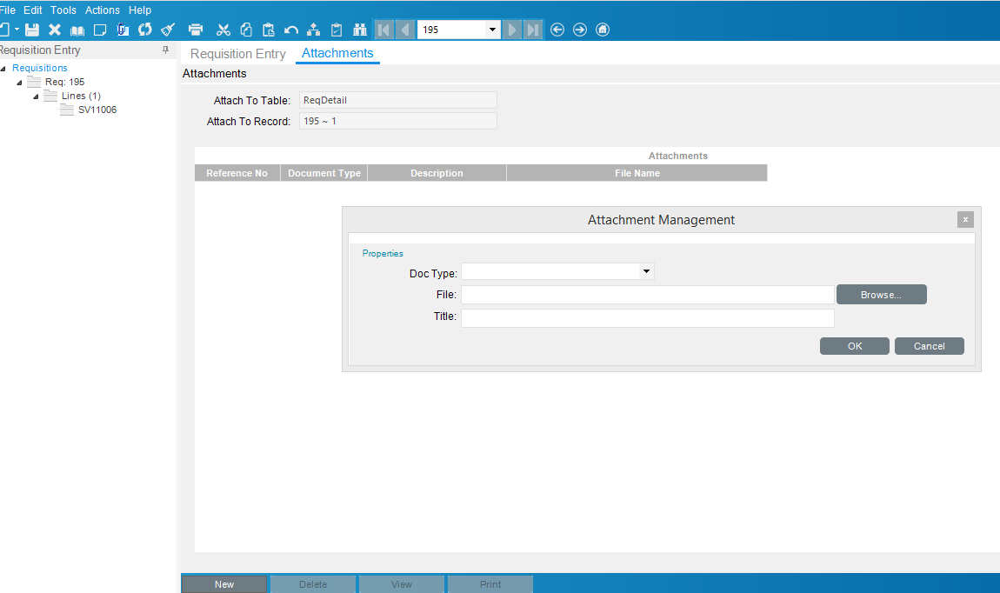 File Edit Tools Actions Help
195
Requisition Entry
Requisitions
Req: 195
Lines (1)
SV11006
Requisition Entry Attachments
Attachments
Attach To Table: ReqDetail
Attach To Record: 195 ~ 1
Attachments
Reference No Document Type Description File Name
Attachment Management
x
Properties
Doc Type:
File: Browse...
Title:
OK Cancel
New Delete View Print